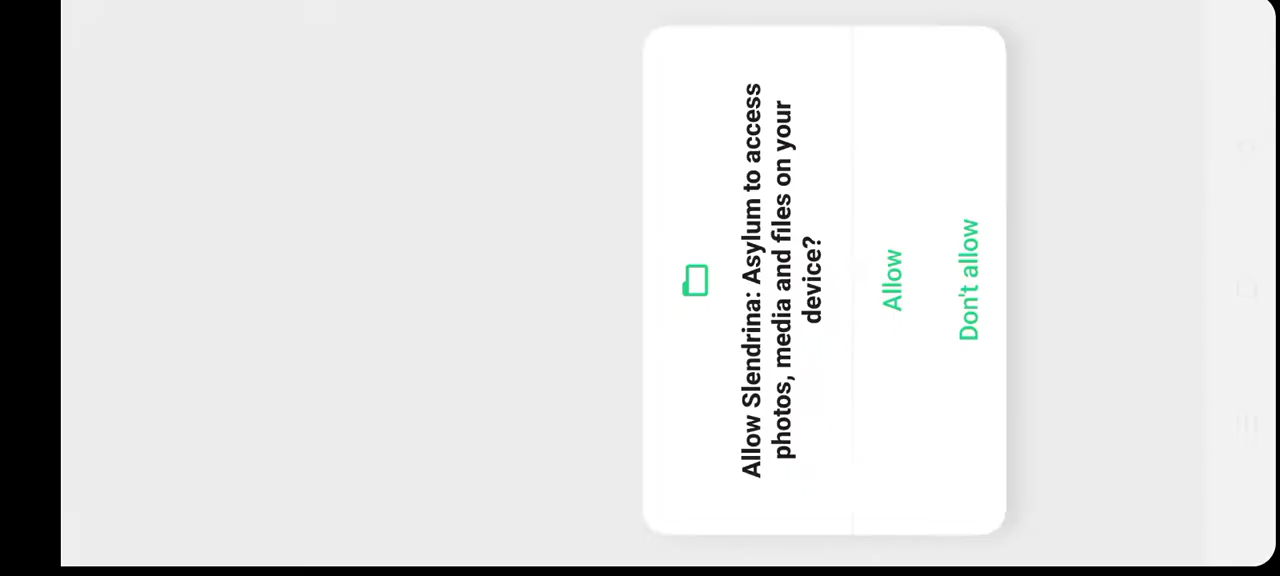 Allow Slendrina: Asylum to access
photos, media and files on your
device?
Allow
Don't allow